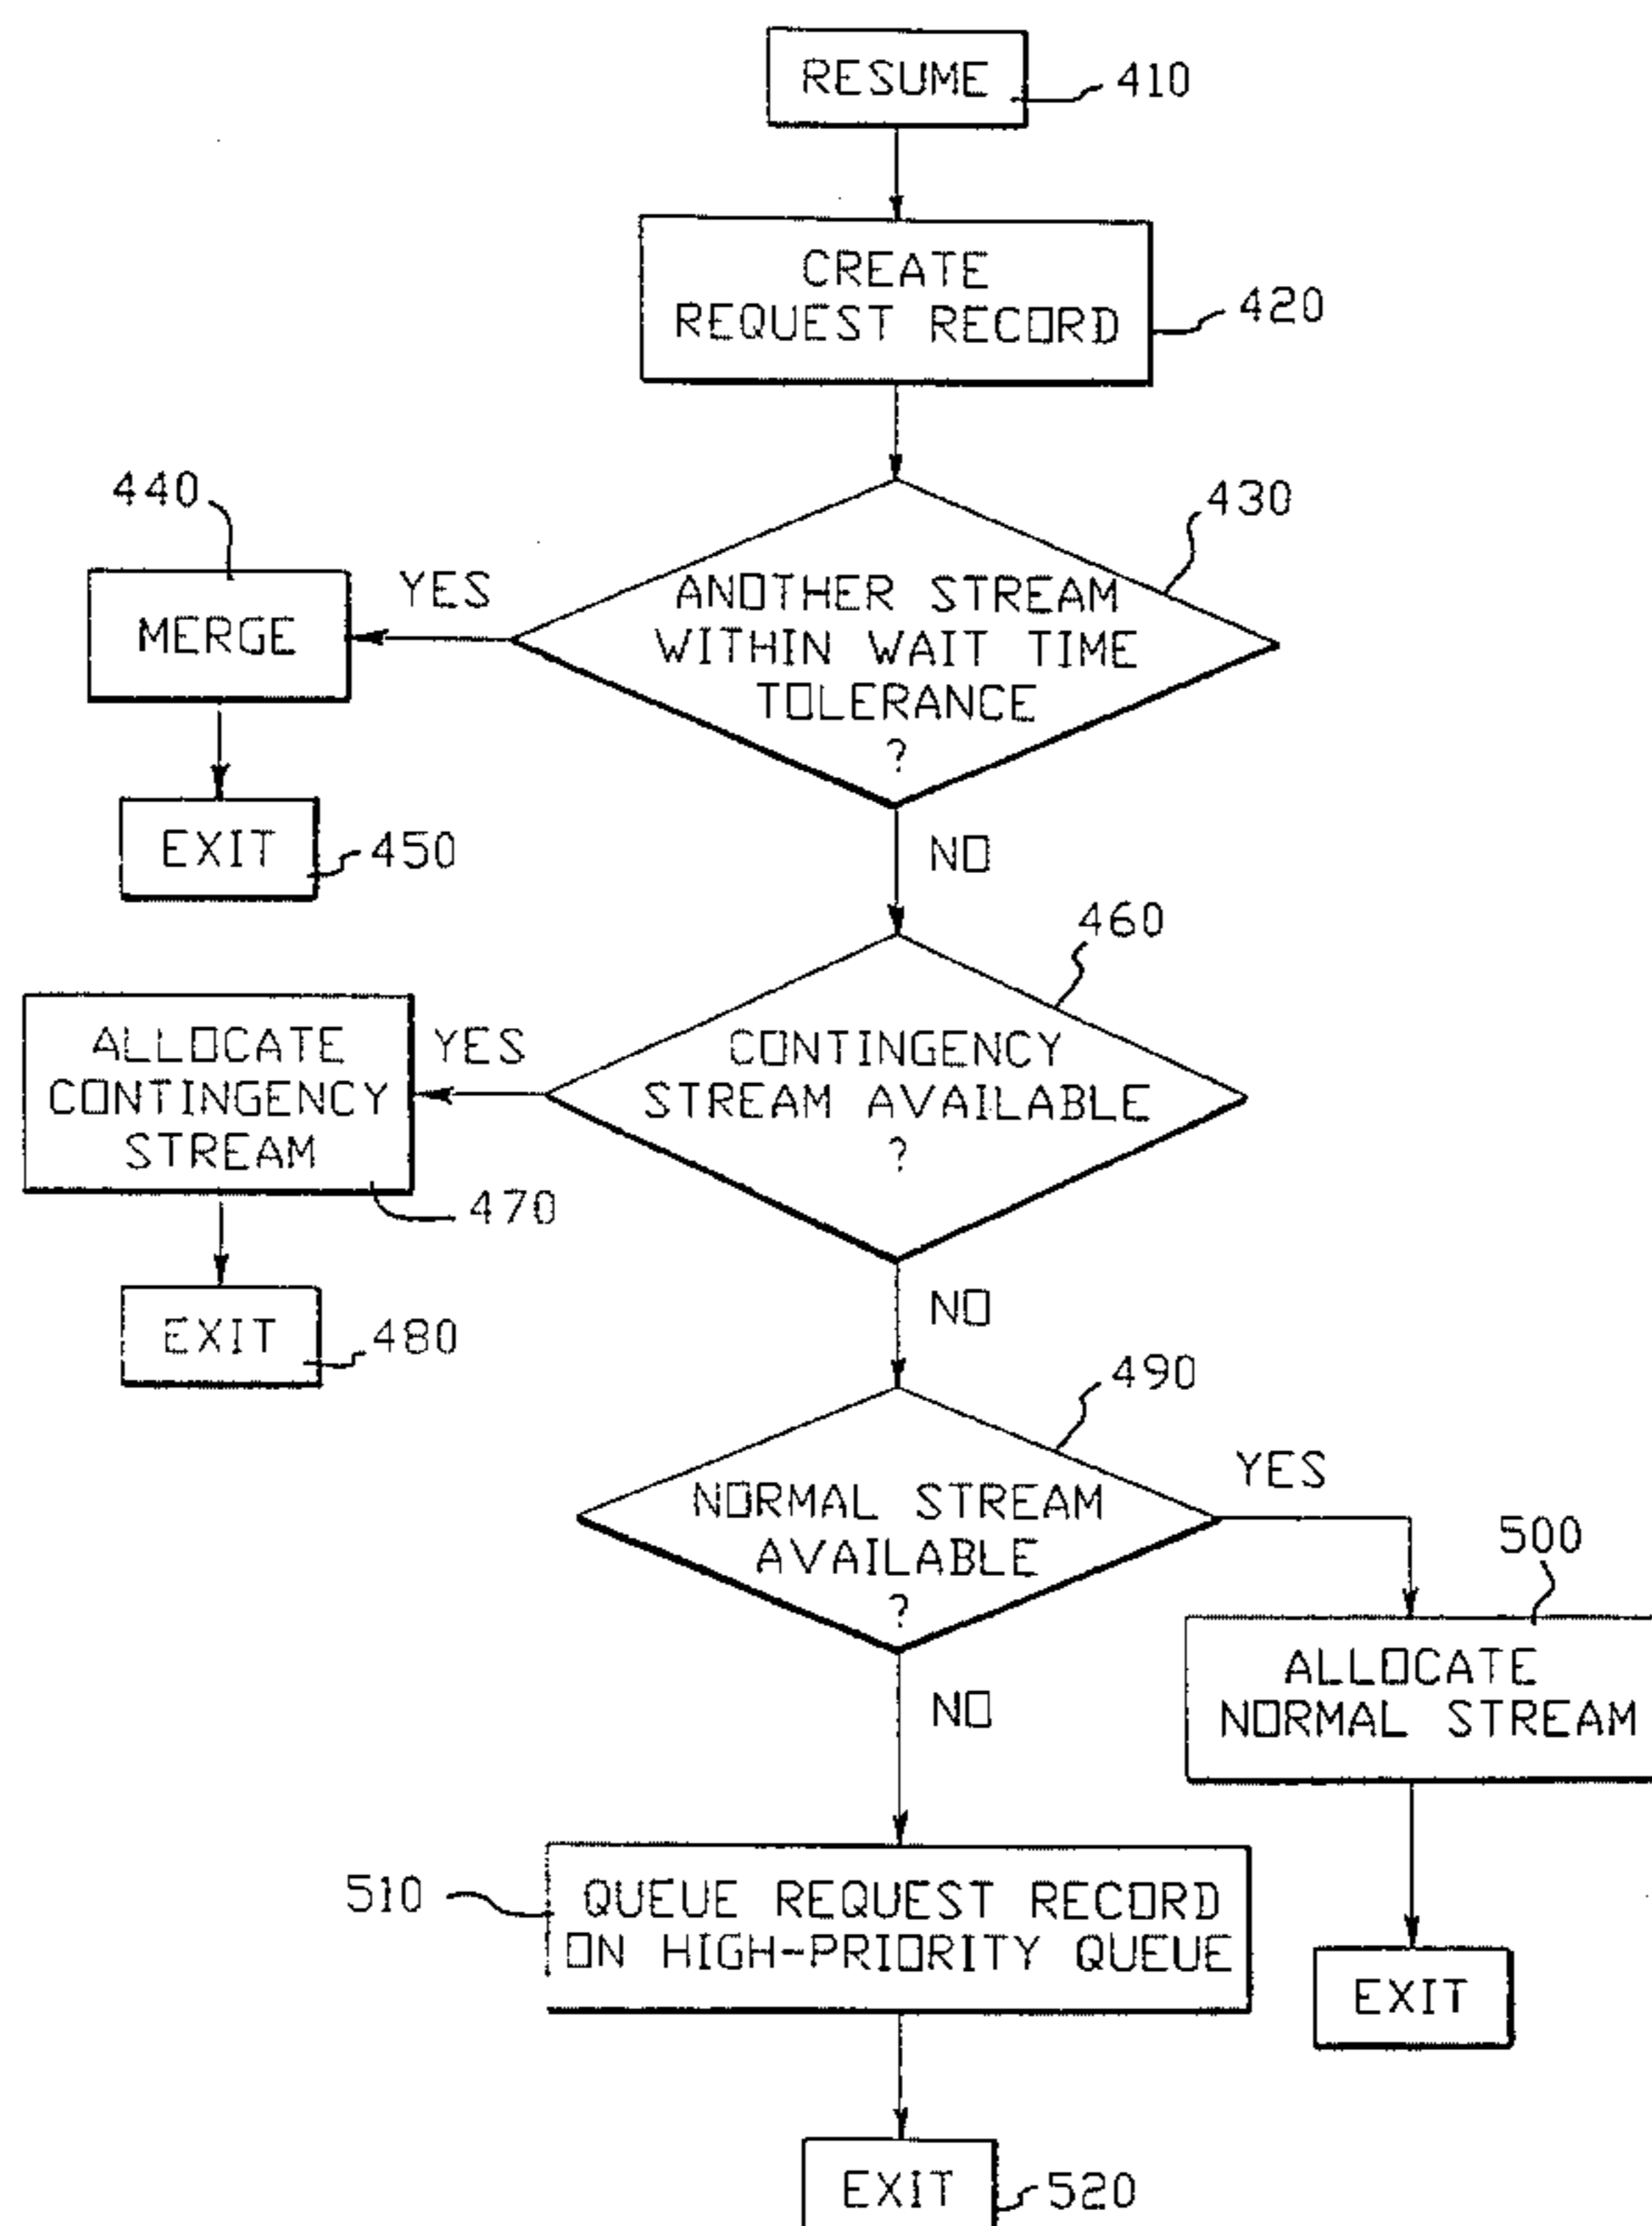 RESUME
410
CREATE
REQUEST RECORD
420
440
430
YES
MERGE
ANOTHER STREAM
WITHIN WAIT TIME
TOLERANCE
?
EXIT
450
NO
460
ALLOCATE
CONTINGENCY
STREAM
YES
CONTINGENCY
STREAM AVAILABLE
?
470
EXIT
480
NO
490
YES
NORMAL STREAM
AVAILABLE
?
500
ALLOCATE
NORMAL STREAM
NO
510
QUEUE REQUEST RECORD
ON HIGH-PRIORITY QUEUE
EXIT
EXIT
520